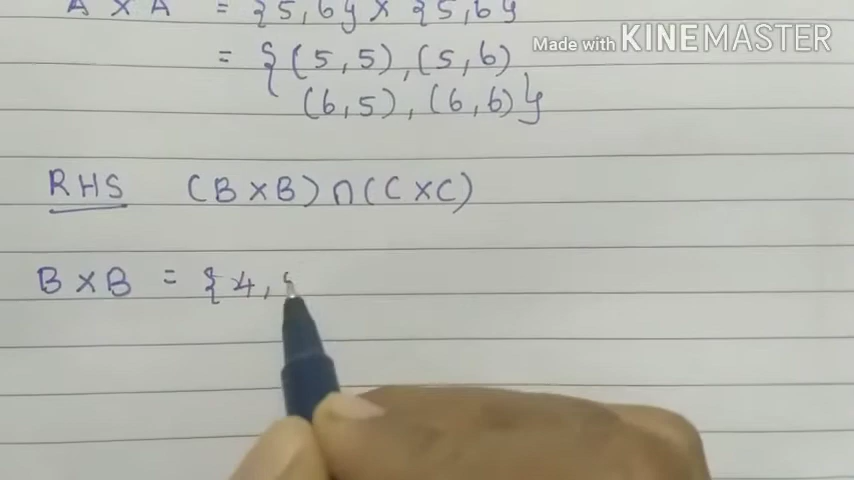 A × A = {5,6} × {5,6}
Made with KINEMASTER
= {(5,5),(5,6)
(6,5),(6,6)}
RHS (B×B)∩(C×C)
B×B = {4,